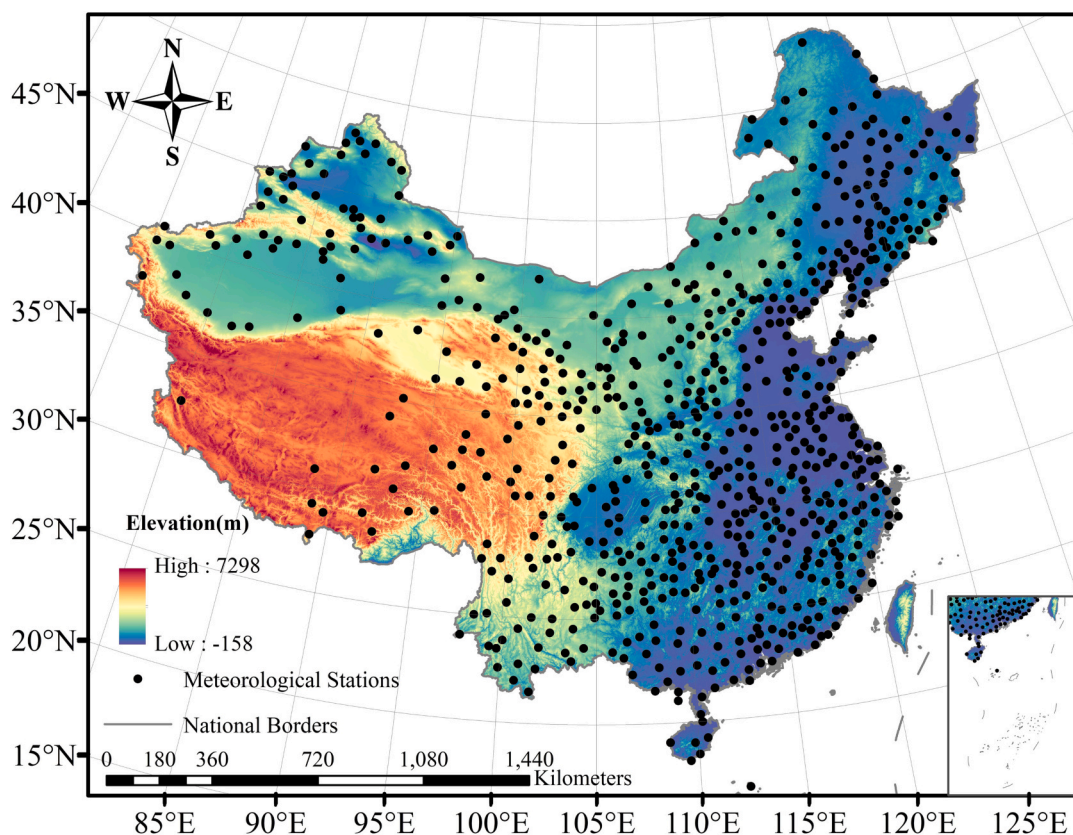 N
W E
S
45°N
40°N
35°N
30°N
25°N
20°N
15°N
Elevation(m)
High : 7298
Low : -158
Meteorological Stations
National Borders
0 180 360 720 1,080 1,440
Kilometers
85°E 90°E 95°E 100°E 105°E 110°E 115°E 120°E 125°E